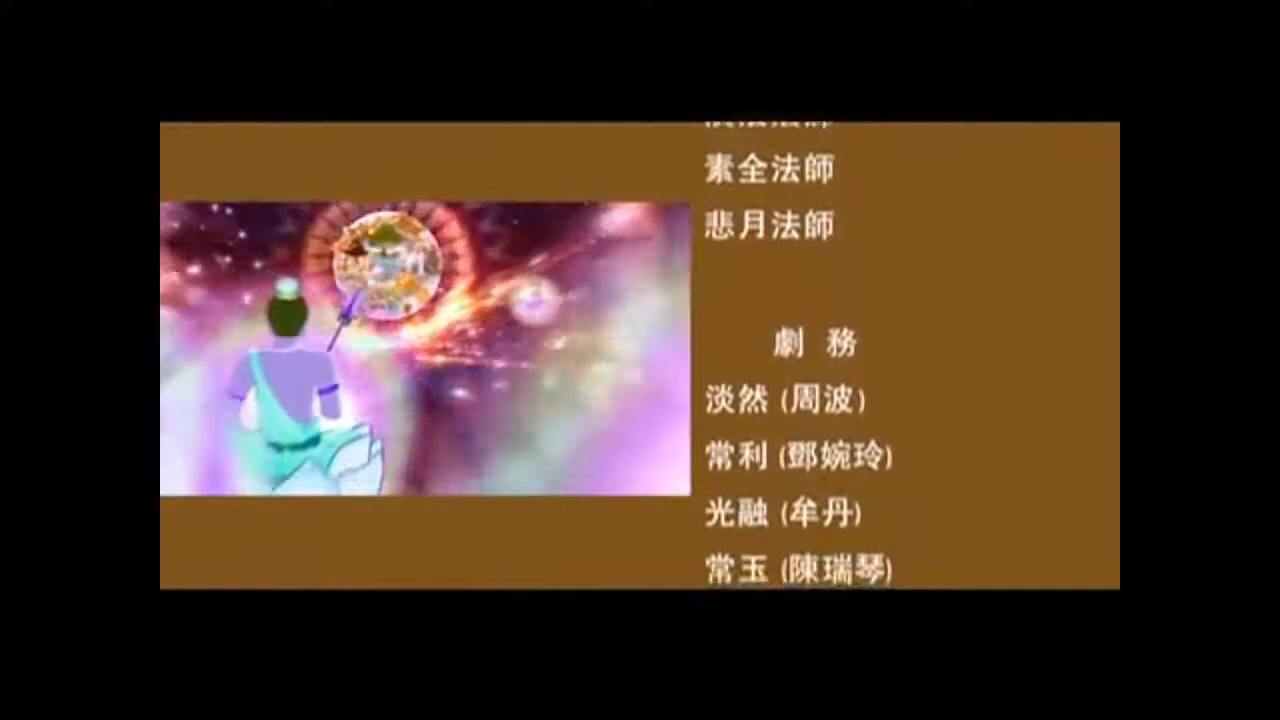 素全法師
悲月法師
劇 務
淡然 (周波)
常利 (鄧婉玲)
光融 (牟丹)
常玉 (陳瑞琴)